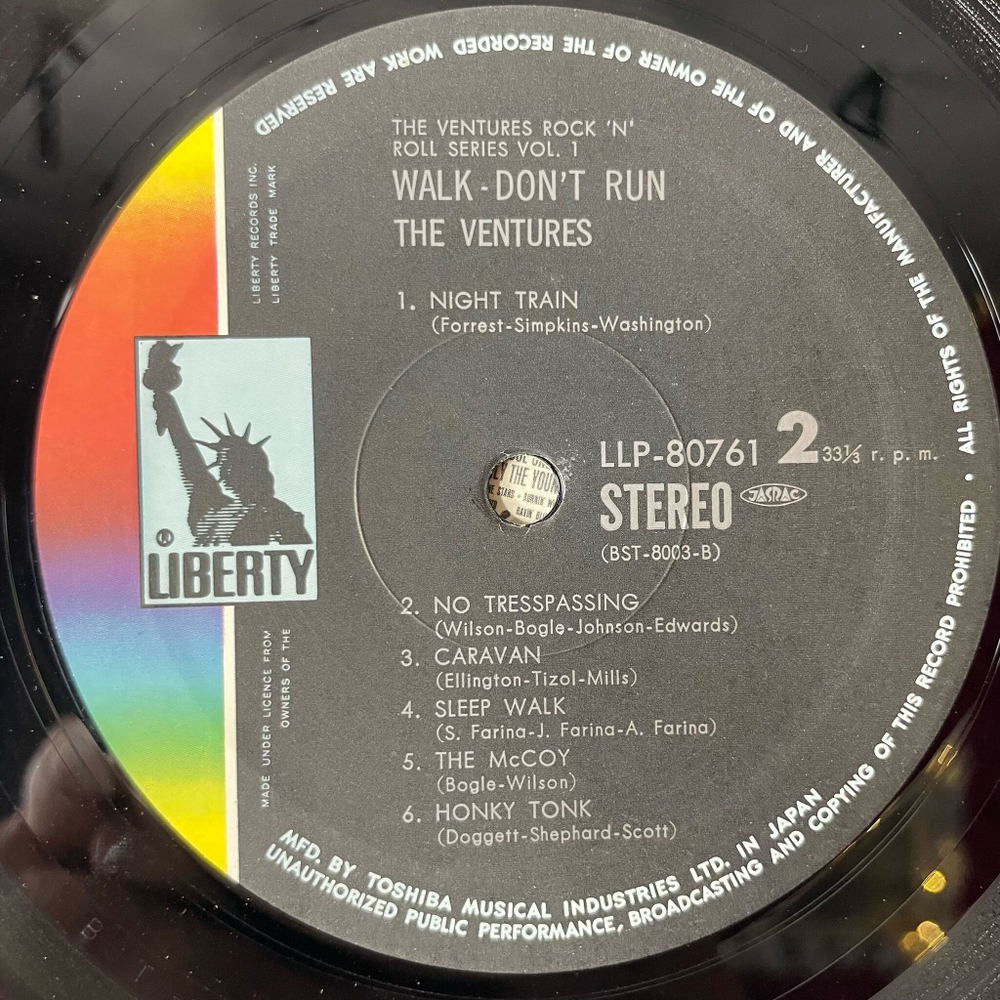 THE VENTURES ROCK 'N'
ROLL SERIES VOL. 1
WALK-DON'T RUN
THE VENTURES
1. NIGHT TRAIN
(Forrest-Simpkins-Washington)
LLP-80761 2 33⅓ r. p. m.
STEREO JASRAC
(BST-8003-B)
2. NO TRESSPASSING
(Wilson-Bogle-Johnson-Edwards)
3. CARAVAN
(Ellington-Tizol-Mills)
4. SLEEP WALK
(S. Farina-J. Farina-A. Farina)
5. THE McCOY
(Bogle-Wilson)
6. HONKY TONK
(Doggett-Shephard-Scott)
LIBERTY RECORDS INC.
LIBERTY TRADE MARK
® LIBERTY
MADE UNDER LICENCE FROM
OWNERS OF THE
MFD. BY TOSHIBA MUSICAL INDUSTRIES LTD. IN JAPAN
UNAUTHORIZED PUBLIC PERFORMANCE, BROADCASTING AND COPYING OF THIS RECORD PROHIBITED • ALL RIGHTS OF THE MANUFACTURER AND OF THE OWNER OF THE RECORDED WORK ARE RESERVED
LY THE YOUN
STARS • BURNIN'